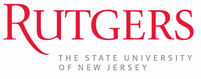 RUTGERS
THE STATE UNIVERSITY
OF NEW JERSEY